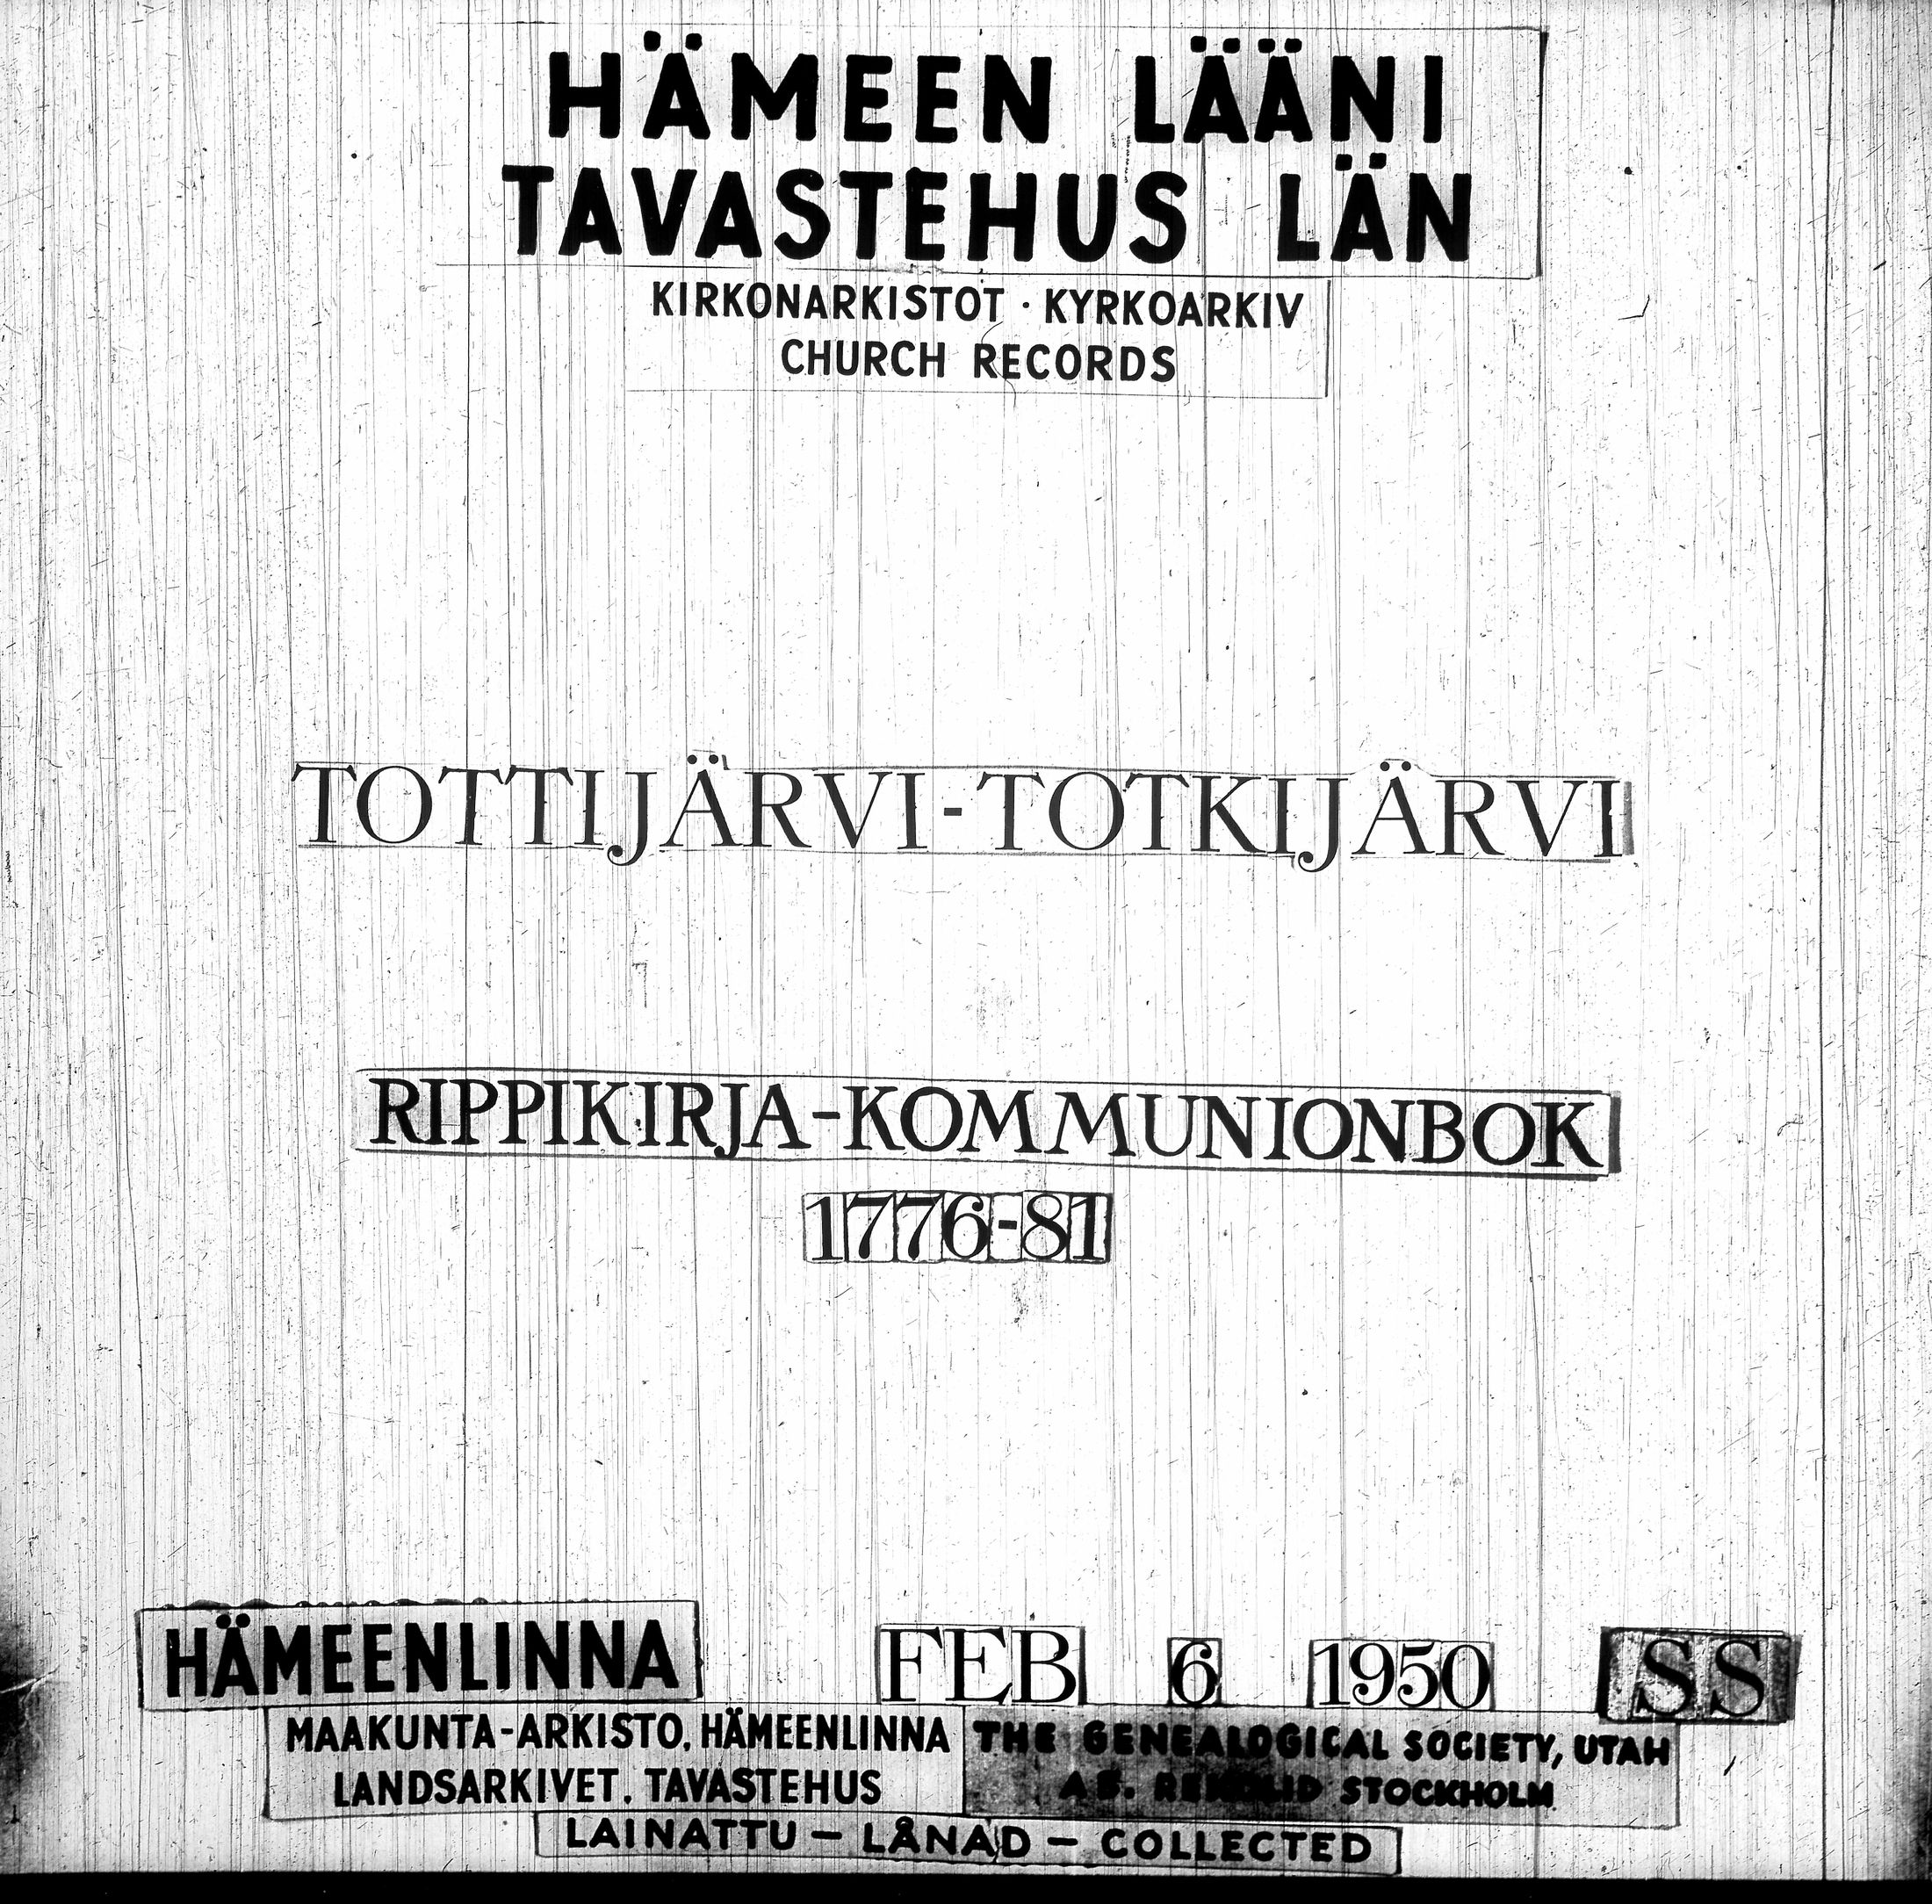 HÄMEEN LÄÄNI
TAVASTEHUS LÄN
KIRKONARKISTOT · KYRKOARKIV
CHURCH RECORDS
TOTTIJÄRVI-TOTKIJÄRVI
RIPPIKIRJA-KOMMUNIONBOK
1776-81
HÄMEENLINNA FEB 6 1950 SS
MAAKUNTA-ARKISTO, HÄMEENLINNA
LANDSARKIVET, TAVASTEHUS
THE GENEALOGICAL SOCIETY, UTAH
STOCKHOLM
LAINATTU — LÅNAD — COLLECTED